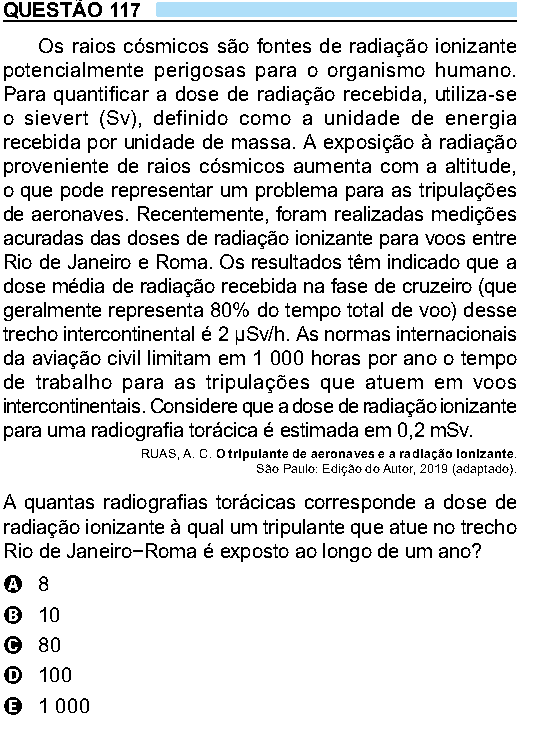 QUESTÃO 117
Os raios cósmicos são fontes de radiação ionizante
potencialmente perigosas para o organismo humano.
Para quantificar a dose de radiação recebida, utiliza-se
o sievert (Sv), definido como a unidade de energia
recebida por unidade de massa. A exposição à radiação
proveniente de raios cósmicos aumenta com a altitude,
o que pode representar um problema para as tripulações
de aeronaves. Recentemente, foram realizadas medições
acuradas das doses de radiação ionizante para voos entre
Rio de Janeiro e Roma. Os resultados têm indicado que a
dose média de radiação recebida na fase de cruzeiro (que
geralmente representa 80% do tempo total de voo) desse
trecho intercontinental é 2 μSv/h. As normas internacionais
da aviação civil limitam em 1 000 horas por ano o tempo
de trabalho para as tripulações que atuem em voos
intercontinentais. Considere que a dose de radiação ionizante
para uma radiografia torácica é estimada em 0,2 mSv.
RUAS, A. C. O tripulante de aeronaves e a radiação ionizante.
São Paulo: Edição do Autor, 2019 (adaptado).
A quantas radiografias torácicas corresponde a dose de
radiação ionizante à qual um tripulante que atue no trecho
Rio de Janeiro−Roma é exposto ao longo de um ano?
A 8
B 10
C 80
D 100
E 1 000